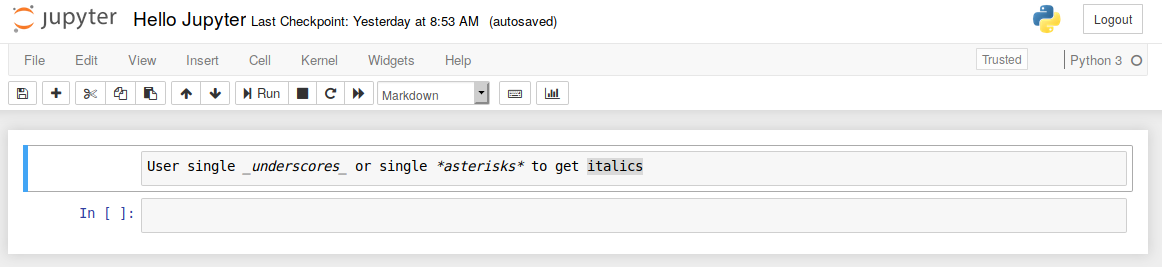 jupyter Hello Jupyter Last Checkpoint: Yesterday at 8:53 AM (autosaved) Logout
File Edit View Insert Cell Kernel Widgets Help Trusted Python 3
Run Markdown
User single _underscores_ or single *asterisks* to get italics
In [ ]: